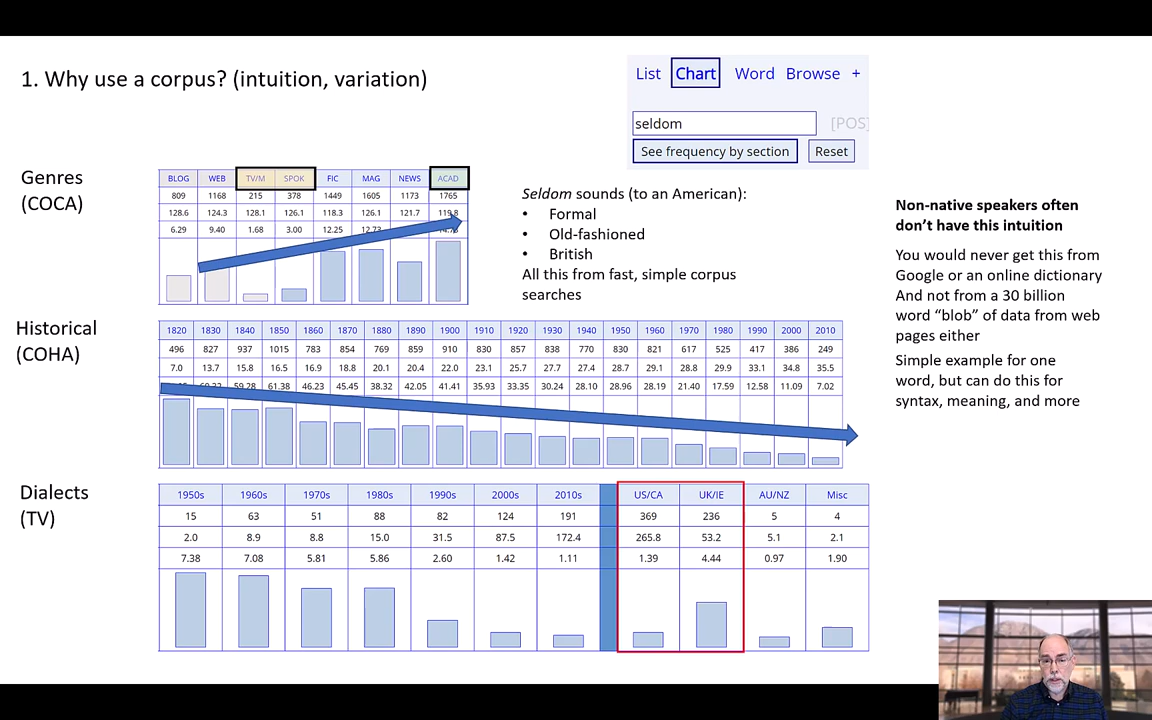 1. Why use a corpus? (intuition, variation)
List Chart Word Browse +
seldom [POS]
See frequency by section Reset
Genres
(COCA)
BLOG WEB TV/M SPOK FIC MAG NEWS ACAD
809 1168 215 378 1449 1605 1173 1765
128.6 124.3 128.1 126.1 118.3 126.1 121.7 119.8
6.29 9.40 1.68 3.00 12.25 12.73
Seldom sounds (to an American):
• Formal
• Old-fashioned
• British
All this from fast, simple corpus
searches
Non-native speakers often
don't have this intuition
You would never get this from
Google or an online dictionary
And not from a 30 billion
word “blob” of data from web
pages either
Simple example for one
word, but can do this for
syntax, meaning, and more
Historical
(COHA)
1820 1830 1840 1850 1860 1870 1880 1890 1900 1910 1920 1930 1940 1950 1960 1970 1980 1990 2000 2010
496 827 937 1015 783 854 769 859 910 830 857 838 770 830 821 617 525 417 386 249
7.0 13.7 15.8 16.5 16.9 18.8 20.1 20.4 22.0 23.1 25.7 27.7 27.4 28.7 29.1 28.8 29.9 33.1 34.8 35.5
59.28 61.38 46.23 45.45 38.32 42.05 41.41 35.93 33.35 30.24 28.10 28.96 28.19 21.40 17.59 12.58 11.09 7.02
Dialects
(TV)
1950s 1960s 1970s 1980s 1990s 2000s 2010s US/CA UK/IE AU/NZ Misc
15 63 51 88 82 124 191 369 236 5 4
2.0 8.9 8.8 15.0 31.5 87.5 172.4 265.8 53.2 5.1 2.1
7.38 7.08 5.81 5.86 2.60 1.42 1.11 1.39 4.44 0.97 1.90